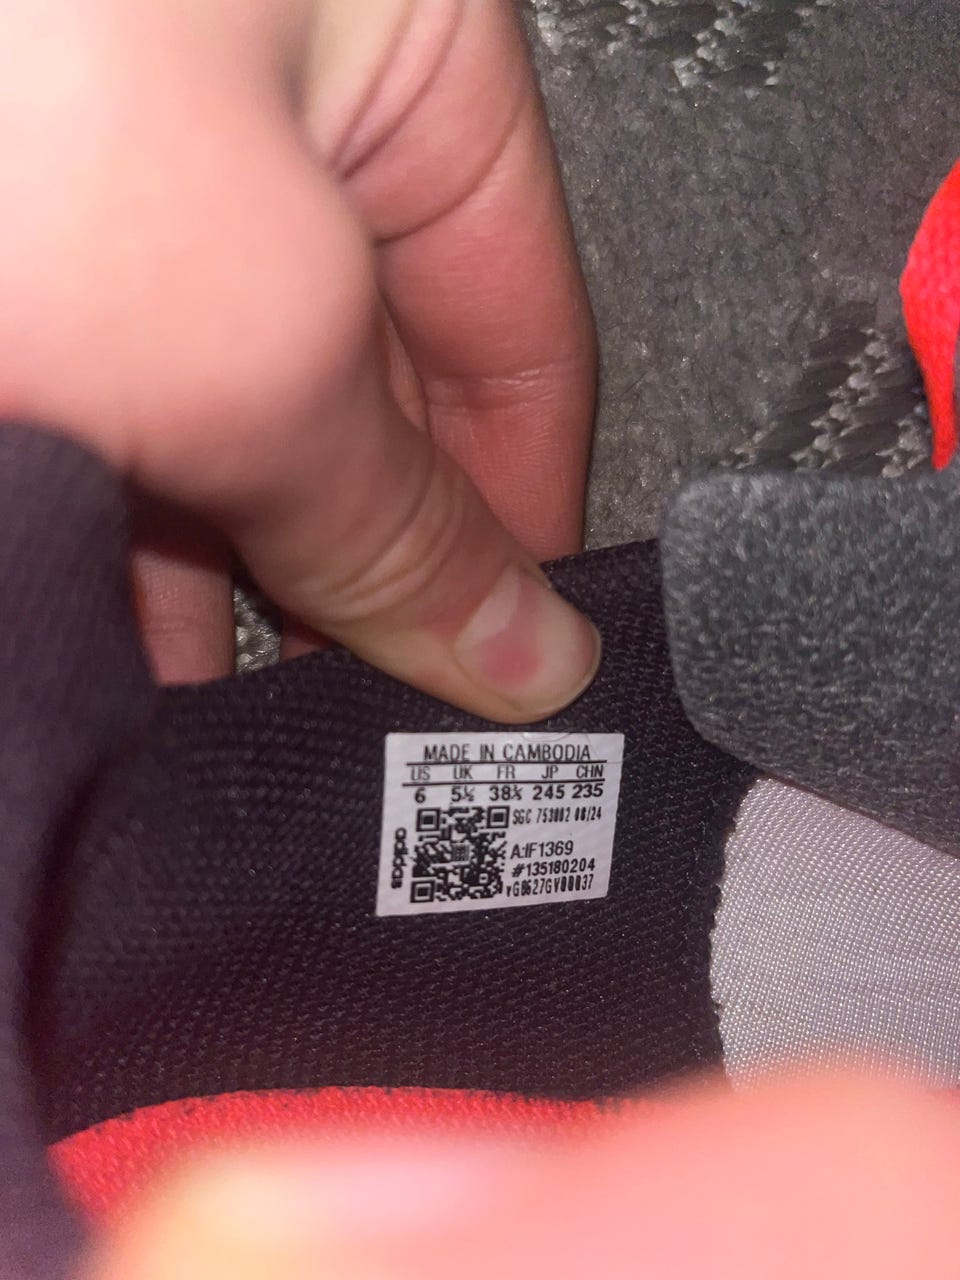 MADE IN CAMBODIA
US UK FR JP CHN
6 5½ 38⅔ 245 235
SGC 753002 08/24
adidas
A:IF1369
#135180204